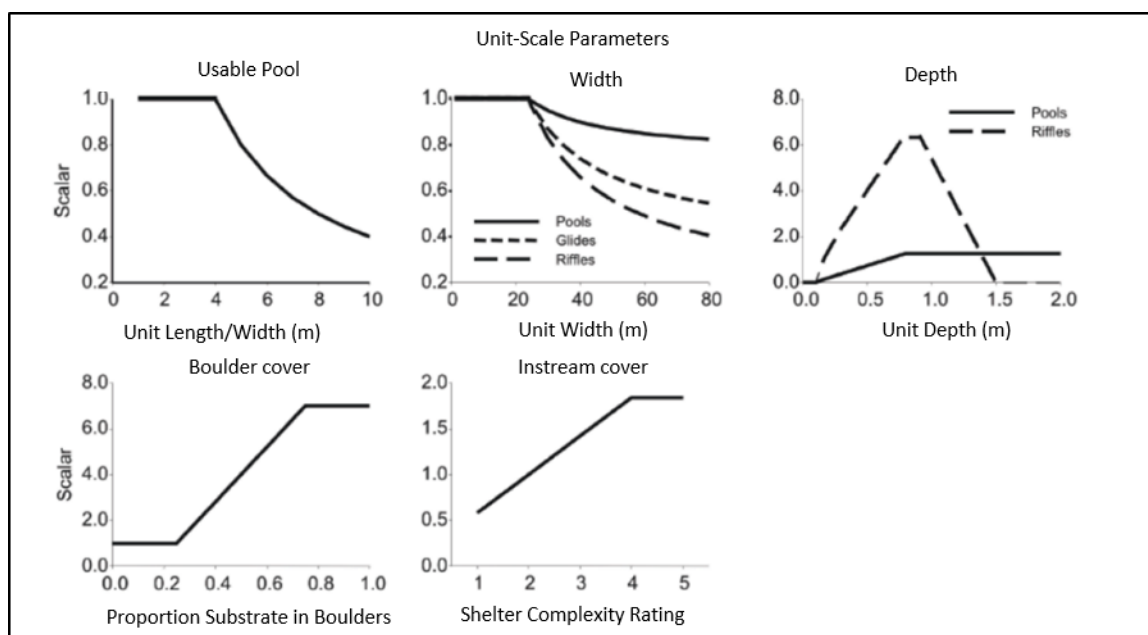 Unit-Scale Parameters
Usable Pool
Width
Depth
Scalar
1.0
0.8
0.6
0.4
0.2
0 2 4 6 8 10
Unit Length/Width (m)
1.0
0.8
0.6
0.4
0.2
Pools
Glides
Riffles
0 20 40 60 80
Unit Width (m)
8.0
6.0
4.0
2.0
0.0
Pools
Riffles
0.0 0.5 1.0 1.5 2.0
Unit Depth (m)
Boulder cover
Instream cover
Scalar
8.0
6.0
4.0
2.0
0.0
0.0 0.2 0.4 0.6 0.8 1.0
Proportion Substrate in Boulders
2.0
1.5
1.0
0.5
0.0
1 2 3 4 5
Shelter Complexity Rating